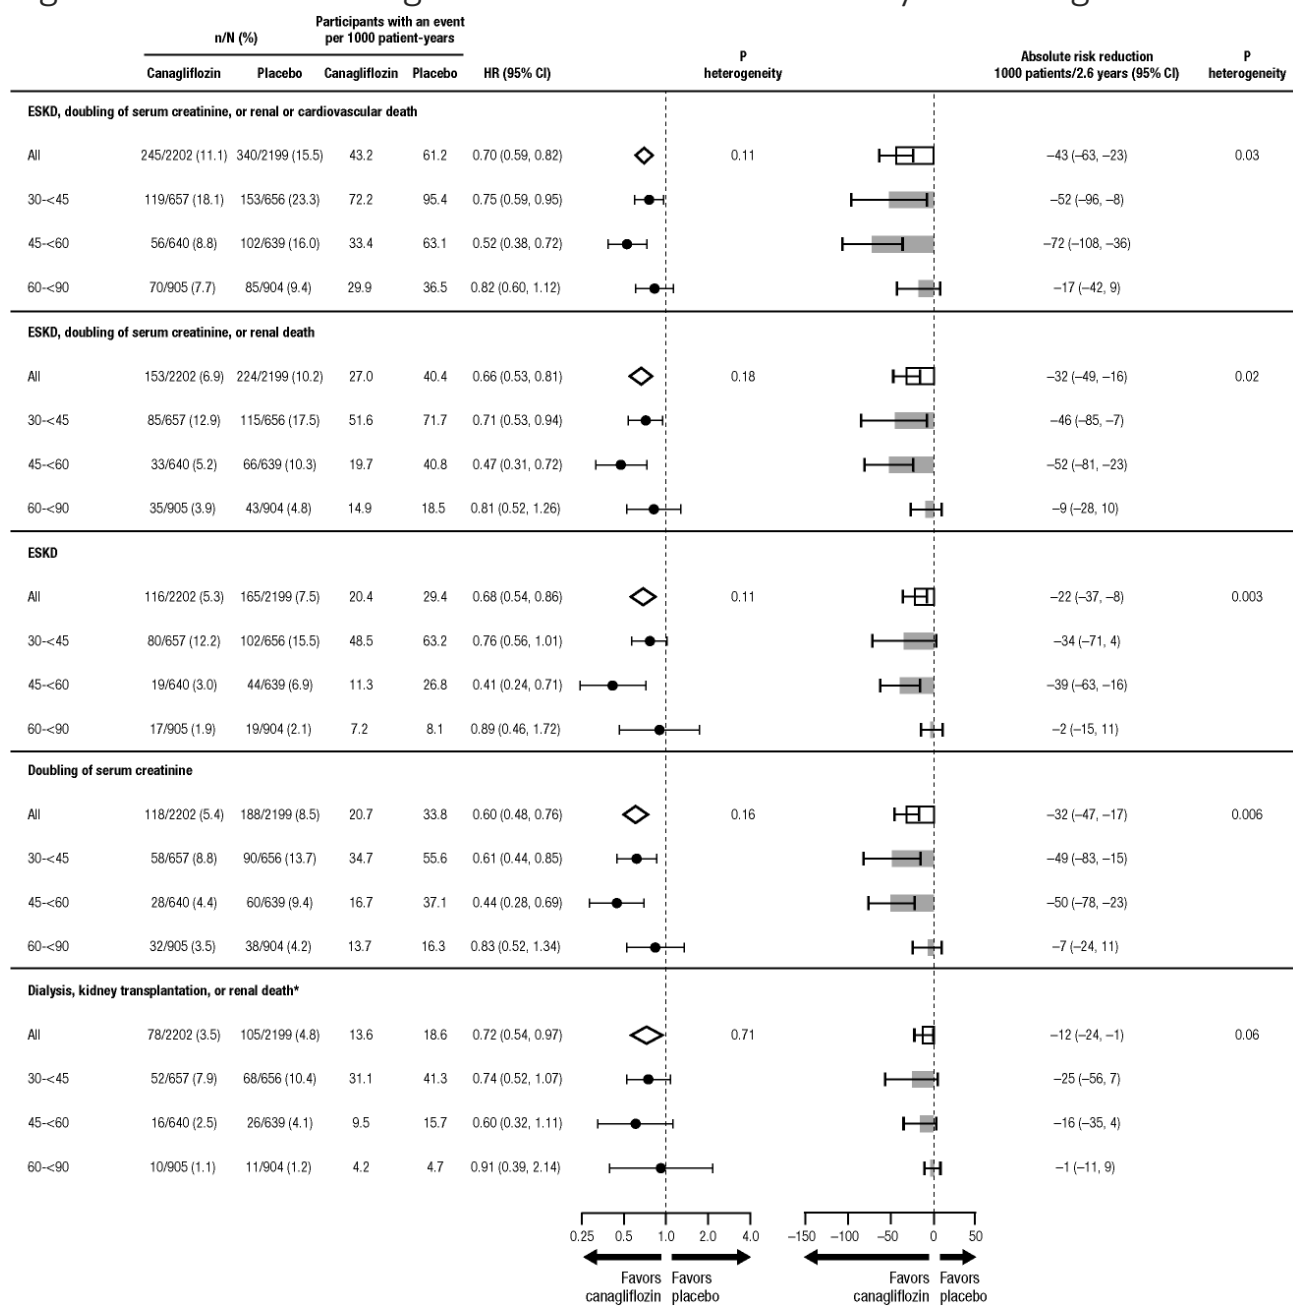 n/N (%)
Participants with an event
per 1000 patient-years
P
heterogeneity
Absolute risk reduction
1000 patients/2.6 years (95% CI)
P
heterogeneity
Canagliflozin Placebo Canagliflozin Placebo HR (95% CI)
ESKD, doubling of serum creatinine, or renal or cardiovascular death
All 245/2202 (11.1) 340/2199 (15.5) 43.2 61.2 0.70 (0.59, 0.82) 0.11 –43 (–63, –23) 0.03
30-<45 119/657 (18.1) 153/656 (23.3) 72.2 95.4 0.75 (0.59, 0.95) –52 (–96, –8)
45-<60 56/640 (8.8) 102/639 (16.0) 33.4 63.1 0.52 (0.38, 0.72) –72 (–108, –36)
60-<90 70/905 (7.7) 85/904 (9.4) 29.9 36.5 0.82 (0.60, 1.12) –17 (–42, 9)
ESKD, doubling of serum creatinine, or renal death
All 153/2202 (6.9) 224/2199 (10.2) 27.0 40.4 0.66 (0.53, 0.81) 0.18 –32 (–49, –16) 0.02
30-<45 85/657 (12.9) 115/656 (17.5) 51.6 71.7 0.71 (0.53, 0.94) –46 (–85, –7)
45-<60 33/640 (5.2) 66/639 (10.3) 19.7 40.8 0.47 (0.31, 0.72) –52 (–81, –23)
60-<90 35/905 (3.9) 43/904 (4.8) 14.9 18.5 0.81 (0.52, 1.26) –9 (–28, 10)
ESKD
All 116/2202 (5.3) 165/2199 (7.5) 20.4 29.4 0.68 (0.54, 0.86) 0.11 –22 (–37, –8) 0.003
30-<45 80/657 (12.2) 102/656 (15.5) 48.5 63.2 0.76 (0.56, 1.01) –34 (–71, 4)
45-<60 19/640 (3.0) 44/639 (6.9) 11.3 26.8 0.41 (0.24, 0.71) –39 (–63, –16)
60-<90 17/905 (1.9) 19/904 (2.1) 7.2 8.1 0.89 (0.46, 1.72) –2 (–15, 11)
Doubling of serum creatinine
All 118/2202 (5.4) 188/2199 (8.5) 20.7 33.8 0.60 (0.48, 0.76) 0.16 –32 (–47, –17) 0.006
30-<45 58/657 (8.8) 90/656 (13.7) 34.7 55.6 0.61 (0.44, 0.85) –49 (–83, –15)
45-<60 28/640 (4.4) 60/639 (9.4) 16.7 37.1 0.44 (0.28, 0.69) –50 (–78, –23)
60-<90 32/905 (3.5) 38/904 (4.2) 13.7 16.3 0.83 (0.52, 1.34) –7 (–24, 11)
Dialysis, kidney transplantation, or renal death*
All 78/2202 (3.5) 105/2199 (4.8) 13.6 18.6 0.72 (0.54, 0.97) 0.71 –12 (–24, –1) 0.06
30-<45 52/657 (7.9) 68/656 (10.4) 31.1 41.3 0.74 (0.52, 1.07) –25 (–56, 7)
45-<60 16/640 (2.5) 26/639 (4.1) 9.5 15.7 0.60 (0.32, 1.11) –16 (–35, 4)
60-<90 10/905 (1.1) 11/904 (1.2) 4.2 4.7 0.91 (0.39, 2.14) –1 (–11, 9)
0.25 0.5 1.0 2.0 4.0 –150 –100 –50 0 50
Favors Favors Favors Favors
canagliflozin placebo canagliflozin placebo